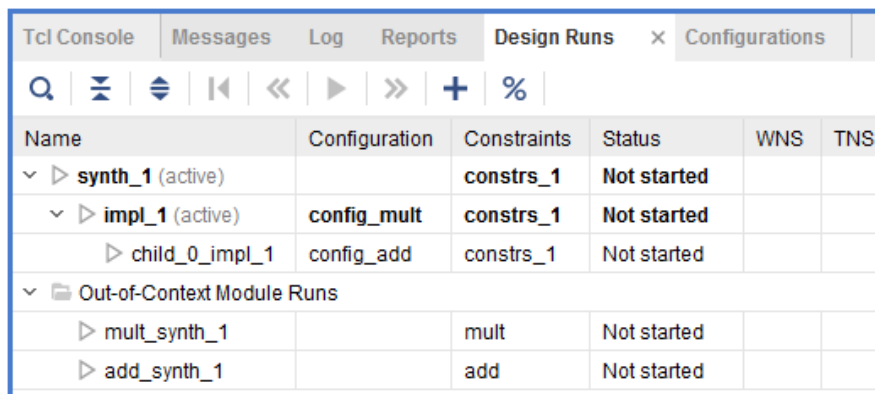 Tcl Console Messages Log Reports Design Runs × Configurations
%
Name Configuration Constraints Status WNS TNS
synth_1 (active) constrs_1 Not started
impl_1 (active) config_mult constrs_1 Not started
child_0_impl_1 config_add constrs_1 Not started
Out-of-Context Module Runs
mult_synth_1 mult Not started
add_synth_1 add Not started